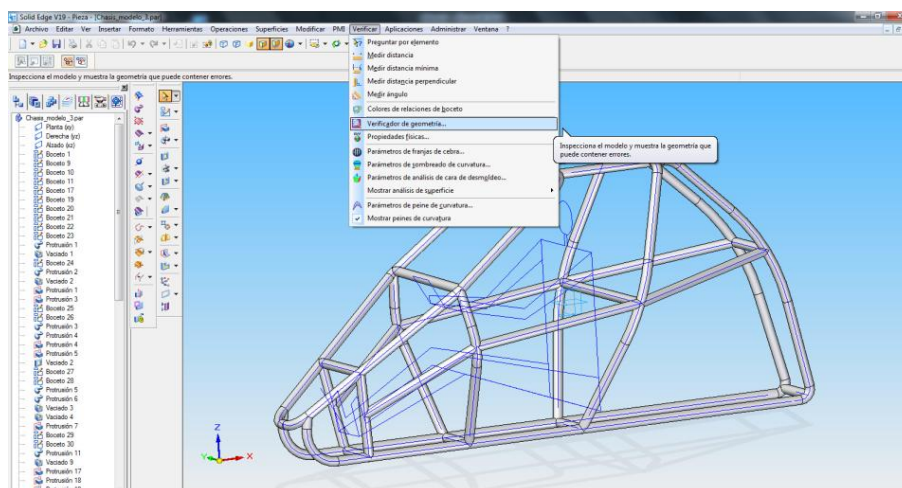 Solid Edge V19 - Pieza - [Chasis_modelo_3.par]
Archivo Editar Ver Insertar Formato Herramientas Operaciones Superficies Modificar PMI Verificar Aplicaciones Administrar Ventana ?
Inspecciona el modelo y muestra la geometría que puede contener errores.
Preguntar por elemento
Medir distancia
Medir distancia mínima
Medir distancia perpendicular
Medir ángulo
Colores de relaciones de boceto
Verificador de geometría...
Propiedades físicas...
Parámetros de franjas de cebra...
Parámetros de sombreado de curvatura...
Parámetros de análisis de cara de desmoldeo...
Mostrar análisis de superficie
Parámetros de peine de curvatura...
Mostrar peines de curvatura
Inspecciona el modelo y muestra la geometría que
puede contener errores.
Chasis_modelo_3.par
Planta (xy)
Derecha (yz)
Alzado (xz)
Boceto 1
Boceto 9
Boceto 10
Boceto 11
Boceto 17
Boceto 19
Boceto 20
Boceto 21
Boceto 22
Boceto 23
Protrusión 1
Vaciado 1
Boceto 24
Protrusión 2
Vaciado 2
Protrusión 1
Protrusión 3
Boceto 25
Boceto 26
Protrusión 3
Protrusión 4
Protrusión 4
Protrusión 5
Vaciado 2
Boceto 27
Boceto 28
Protrusión 5
Protrusión 6
Vaciado 3
Vaciado 4
Protrusión 7
Boceto 29
Boceto 30
Protrusión 11
Vaciado 9
Protrusión 17
Protrusión 18
Z
Y
X